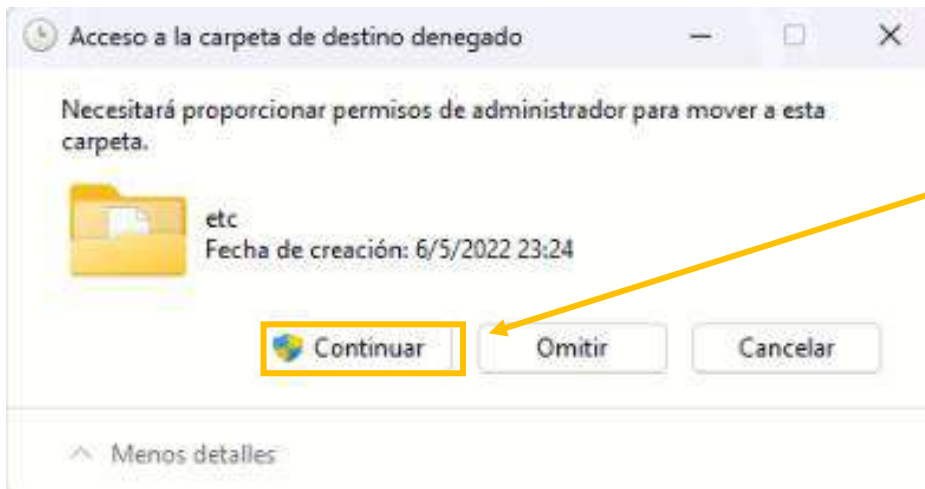 Acceso a la carpeta de destino denegado
Necesitará proporcionar permisos de administrador para mover a esta
carpeta.
etc
Fecha de creación: 6/5/2022 23:24
Continuar Omitir Cancelar
Menos detalles